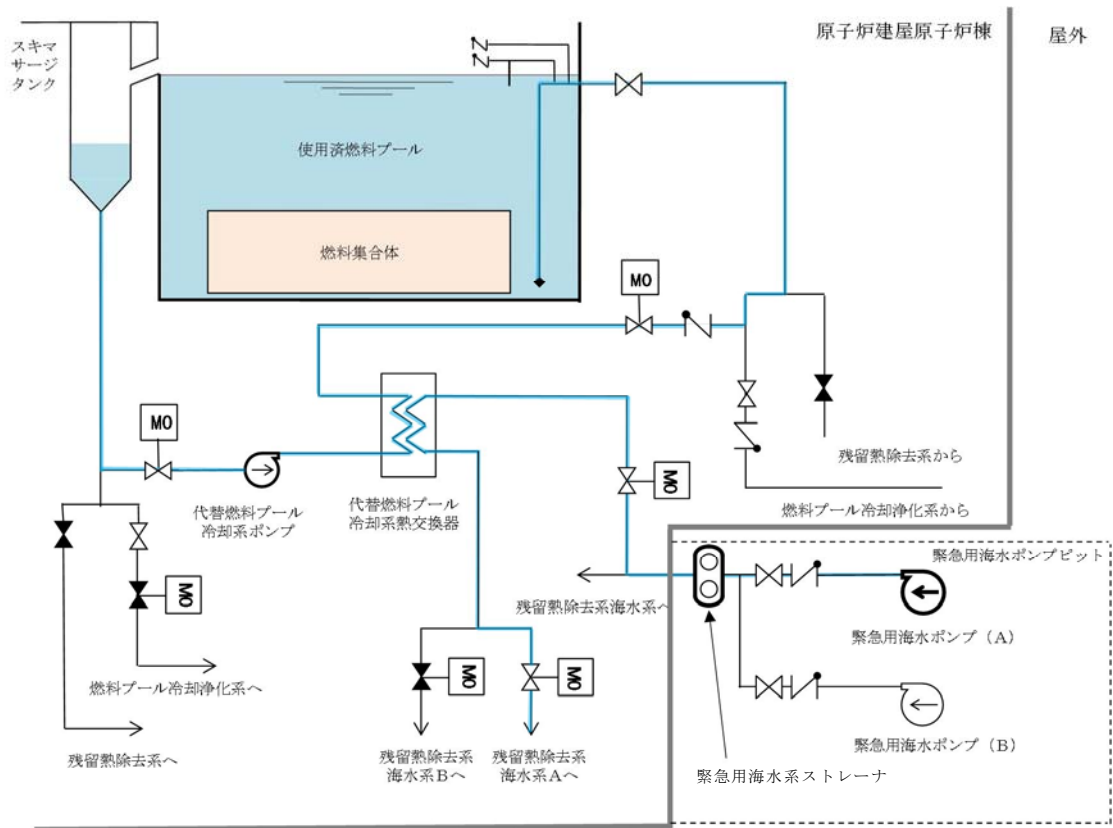 スキマ
サージ
タンク
原子炉建屋原子炉棟
屋外
使用済燃料プール
燃料集合体
MO
MO
残留熱除去系から
MO
代替燃料プール
冷却系ポンプ
代替燃料プール
冷却系熱交換器
燃料プール冷却浄化系から
緊急用海水ポンプピット
MO
残留熱除去系海水系へ
緊急用海水ポンプ（A）
MO
MO
燃料プール冷却浄化系へ
残留熱除去系へ
残留熱除去系
海水系Bへ
残留熱除去系
海水系Aへ
緊急用海水ポンプ（B）
緊急用海水系ストレーナ